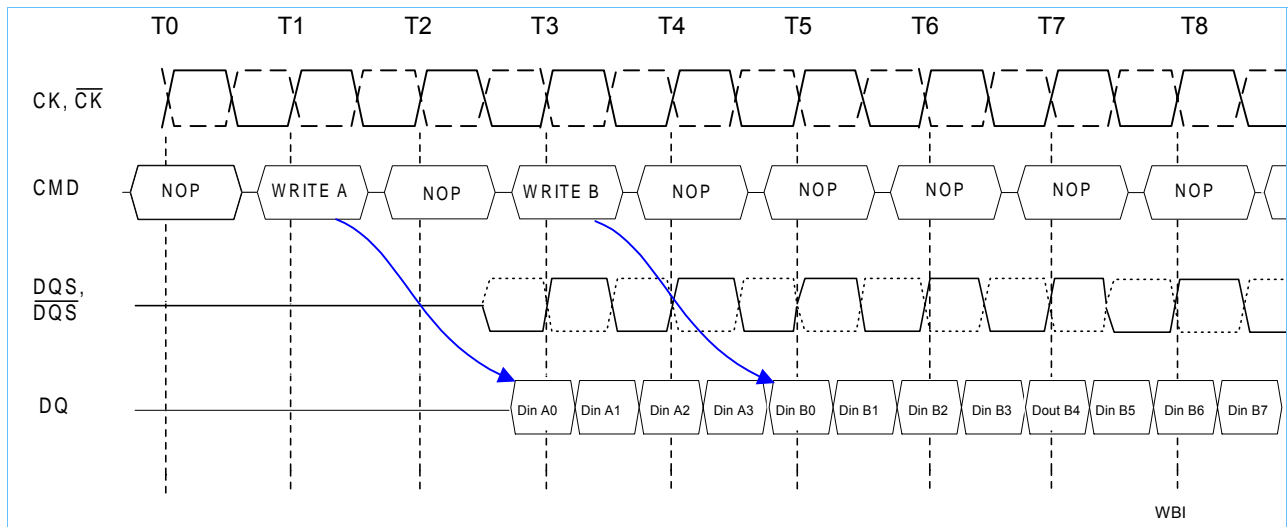 T0 T1 T2 T3 T4 T5 T6 T7 T8
CK, CK
CMD NOP WRITE A NOP WRITE B NOP NOP NOP NOP NOP
DQS,
DQS
DQ Din A0 Din A1 Din A2 Din A3 Din B0 Din B1 Din B2 Din B3 Dout B4 Din B5 Din B6 Din B7
WBI